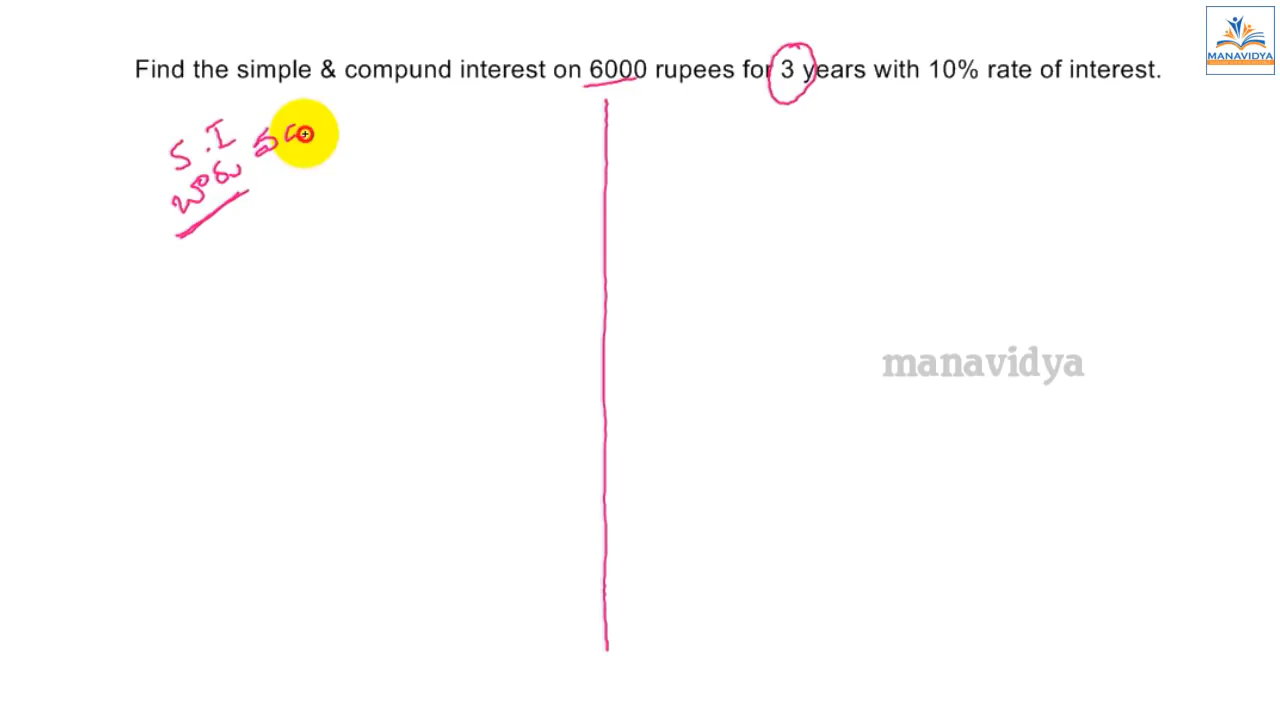 MANAVIDYA
Find the simple & compund interest on 6000 rupees for 3 years with 10% rate of interest.
S.I
బారు
manavidya